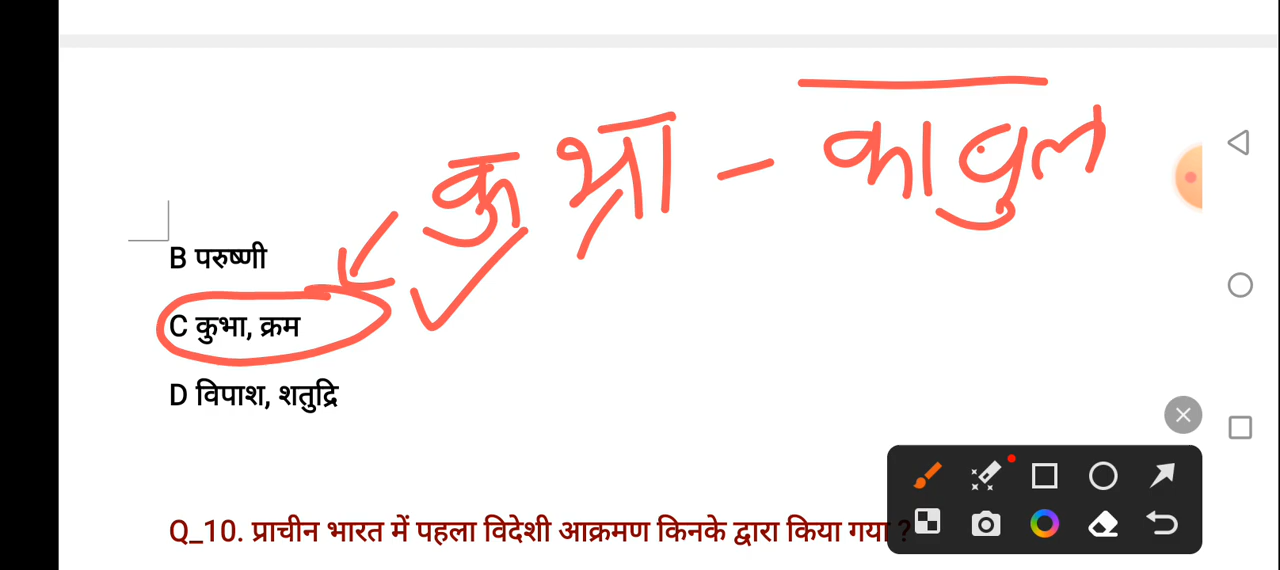 कुभ्रा - काबुल
B परुष्णी
C कुभा, क्रम
D विपाश, शतुद्रि
Q_10. प्राचीन भारत में पहला विदेशी आक्रमण किनके द्वारा किया गया ?